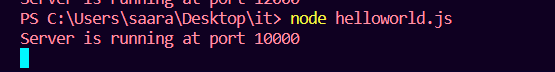 Server is running at port 12000
PS C:\Users\saara\Desktop\it> node helloworld.js
Server is running at port 10000